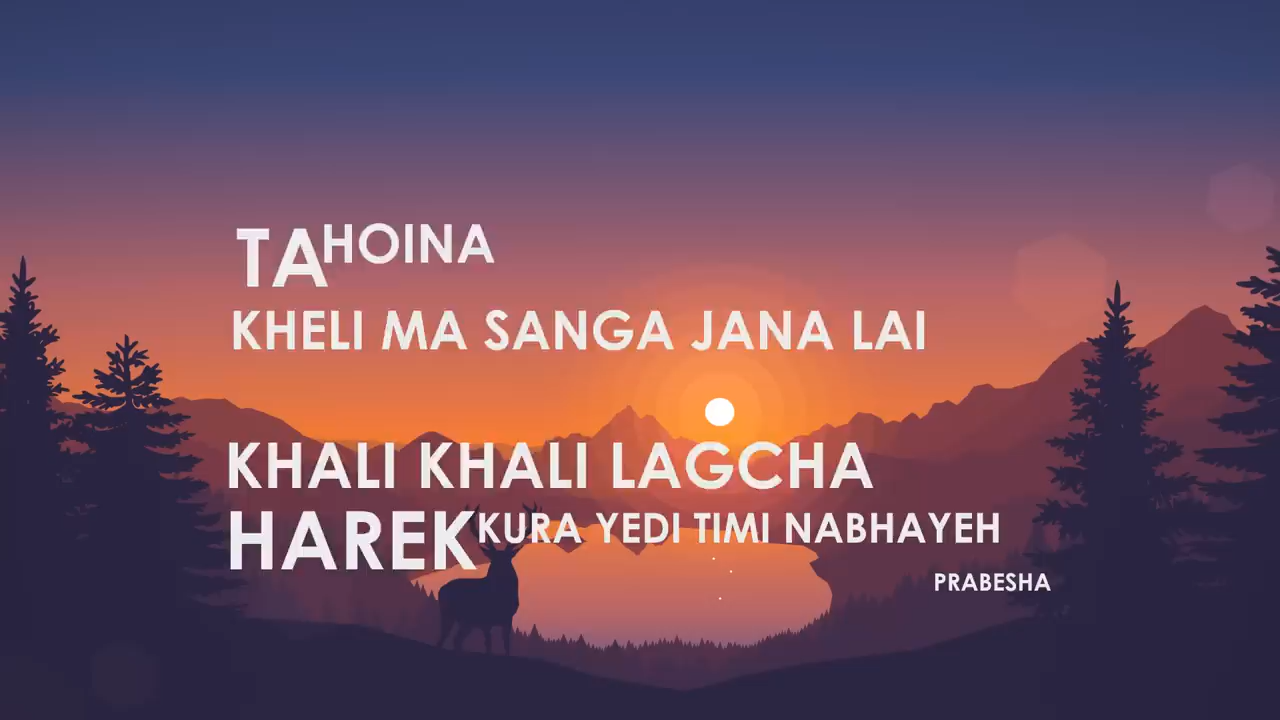 TA HOINA
KHELI MA SANGA JANA LAI
KHALI KHALI LAGCHA
HAREK KURA YEDI TIMI NABHAYEH
PRABESHA